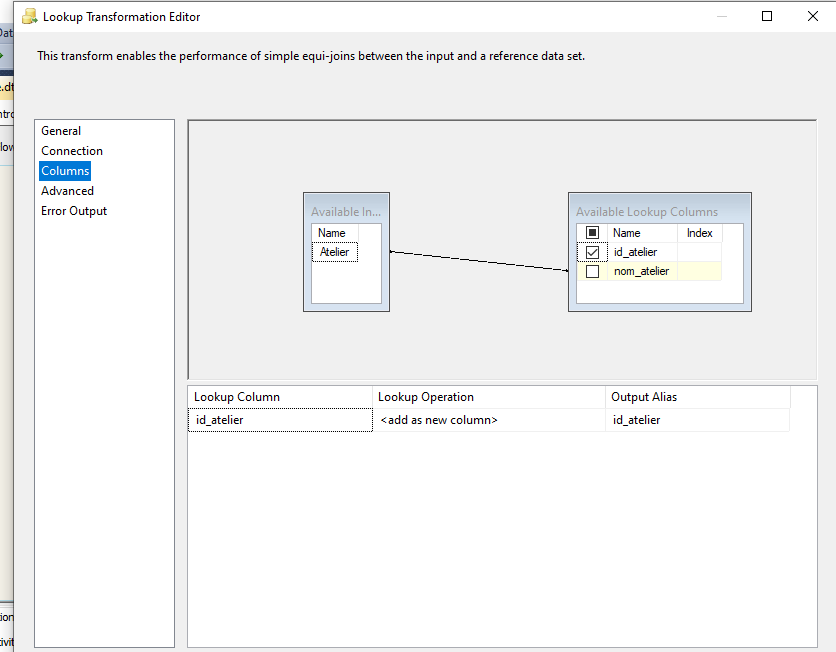 Lookup Transformation Editor
This transform enables the performance of simple equi-joins between the input and a reference data set.
General
Connection
Columns
Advanced
Error Output
Available In...
Name
Atelier
Available Lookup Columns
Name Index
id_atelier
nom_atelier
Lookup Column Lookup Operation Output Alias
id_atelier <add as new column> id_atelier